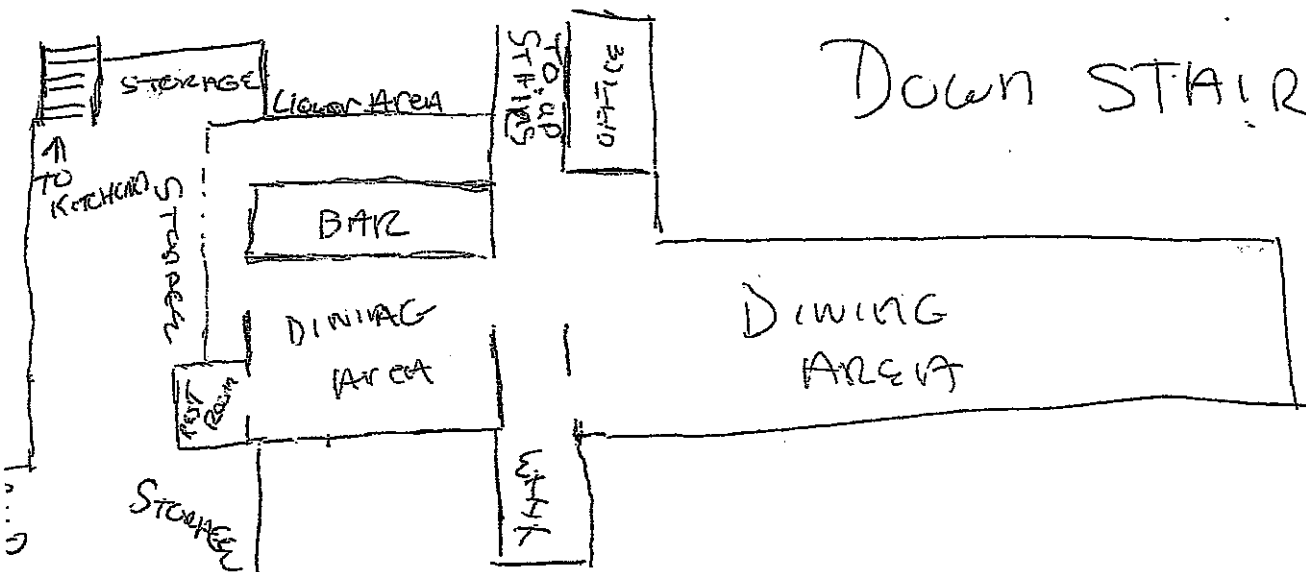 DOWN STAIR
STORAGE
Liquor Area
TO UP
STAIRS
TO
KITCHEN
STORAGE
BAR
DINING
Area
DINING
AREA
REST
Room
STORAGE
WALK